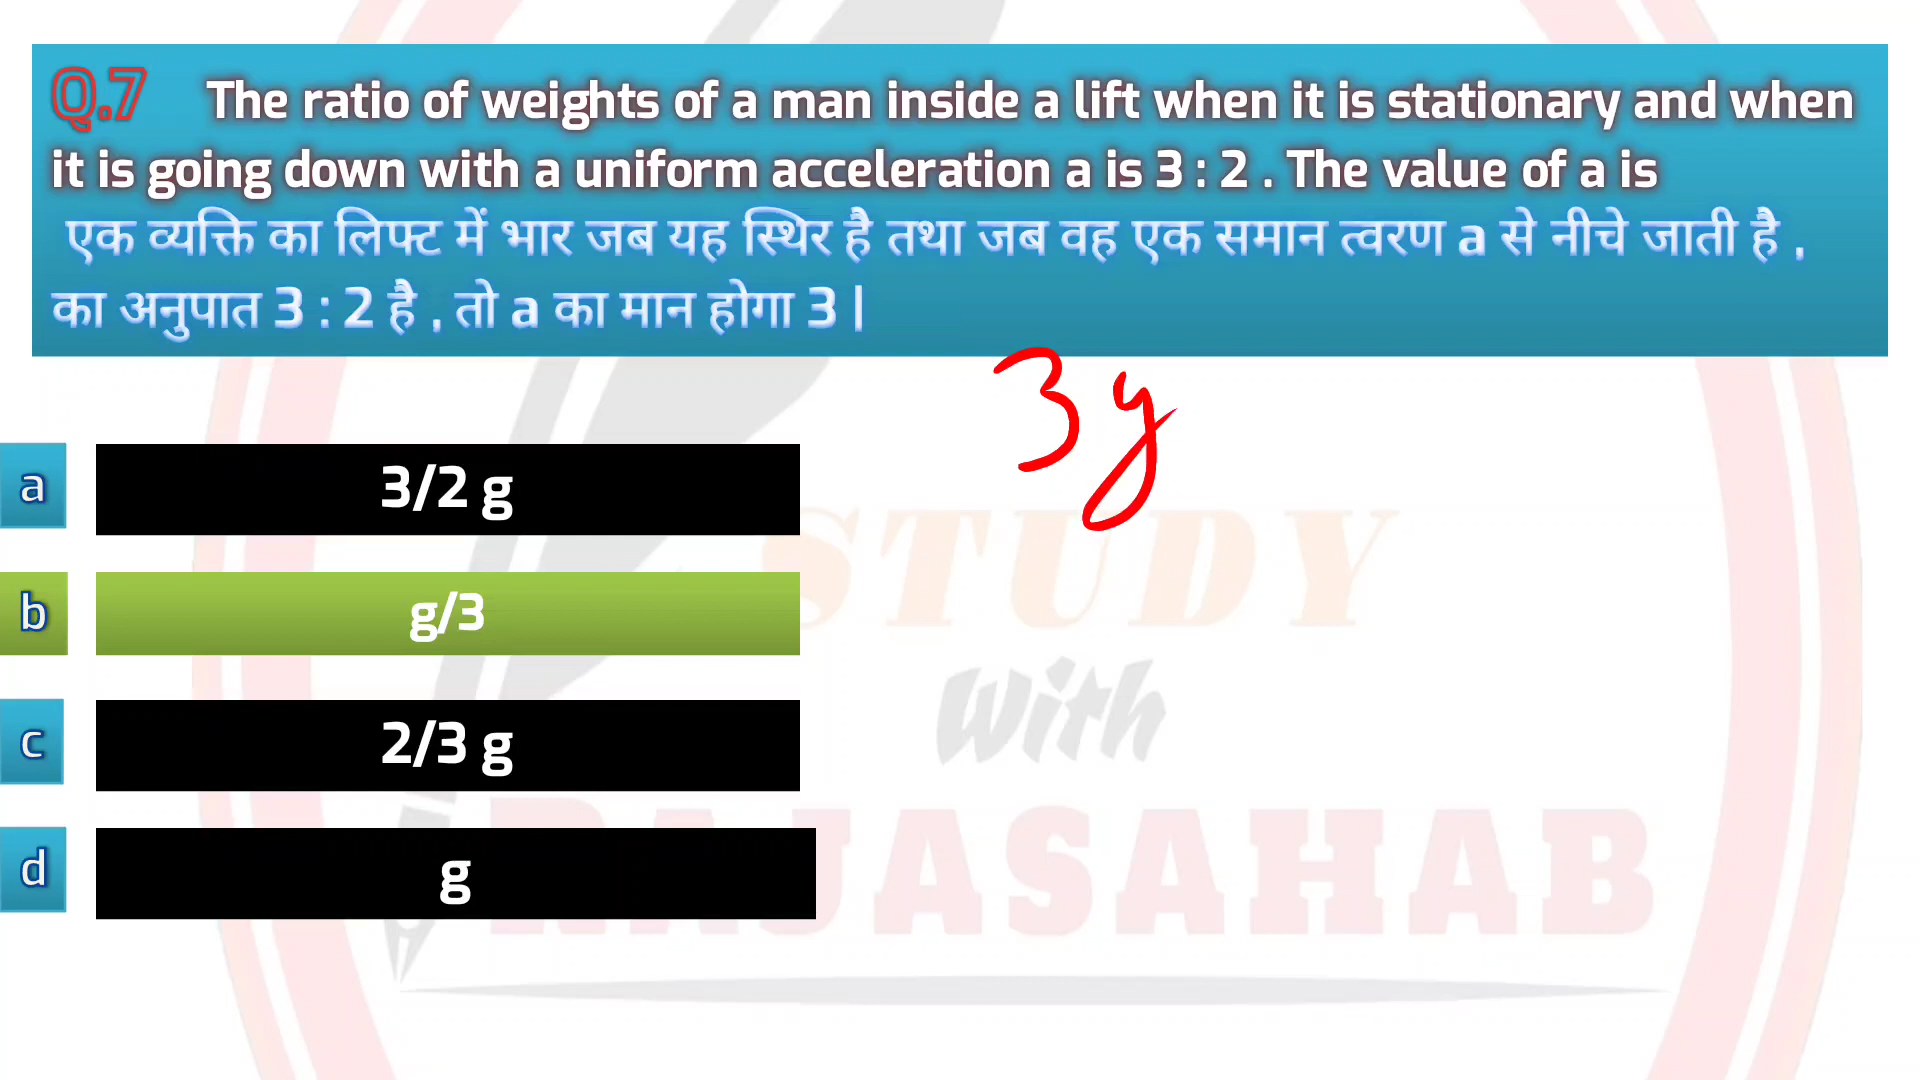 Q.7 The ratio of weights of a man inside a lift when it is stationary and when
it is going down with a uniform acceleration a is 3 : 2 . The value of a is
एक व्यक्ति का लिफ्ट में भार जब यह स्थिर है तथा जब वह एक समान त्वरण a से नीचे जाती है ,
का अनुपात 3 : 2 है , तो a का मान होगा 3 |
3 y
a 3/2 g
b g/3
c 2/3 g
d g
STUDY
With
RAJASAHAB